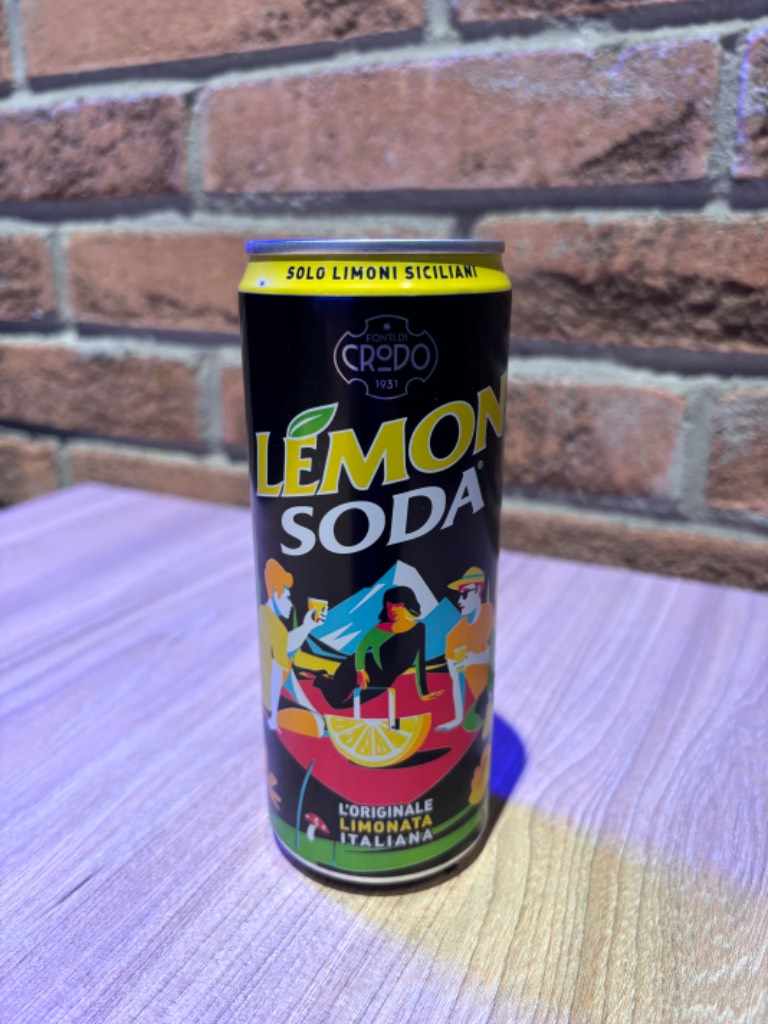 SOLO LIMONI SICILIANI
FONTI DI
CRODO
1931
LEMON
SODA®
L'ORIGINALE
LIMONATA
ITALIANA